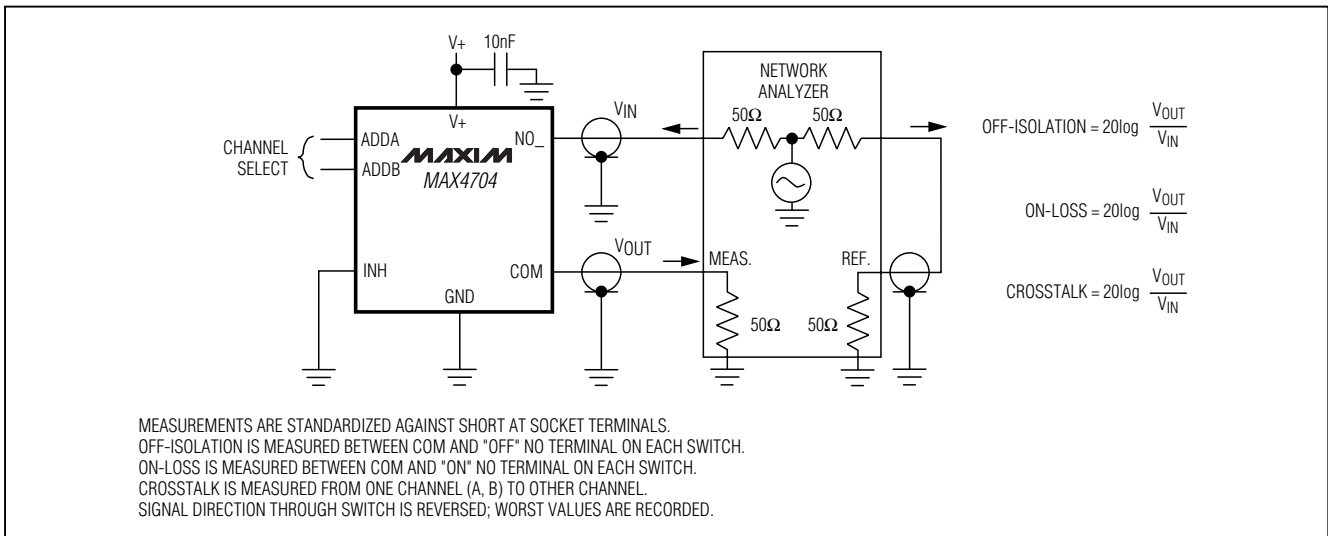 V+
10nF
V+
CHANNEL
SELECT
ADDA
ADDB
MAXIM
MAX4704
NO_
INH
COM
GND
VIN
VOUT
NETWORK
ANALYZER
50Ω 50Ω
MEAS. REF.
50Ω 50Ω
OFF-ISOLATION = 20log VOUT
VIN
ON-LOSS = 20log VOUT
VIN
CROSSTALK = 20log VOUT
VIN
MEASUREMENTS ARE STANDARDIZED AGAINST SHORT AT SOCKET TERMINALS.
OFF-ISOLATION IS MEASURED BETWEEN COM AND "OFF" NO TERMINAL ON EACH SWITCH.
ON-LOSS IS MEASURED BETWEEN COM AND "ON" NO TERMINAL ON EACH SWITCH.
CROSSTALK IS MEASURED FROM ONE CHANNEL (A, B) TO OTHER CHANNEL.
SIGNAL DIRECTION THROUGH SWITCH IS REVERSED; WORST VALUES ARE RECORDED.